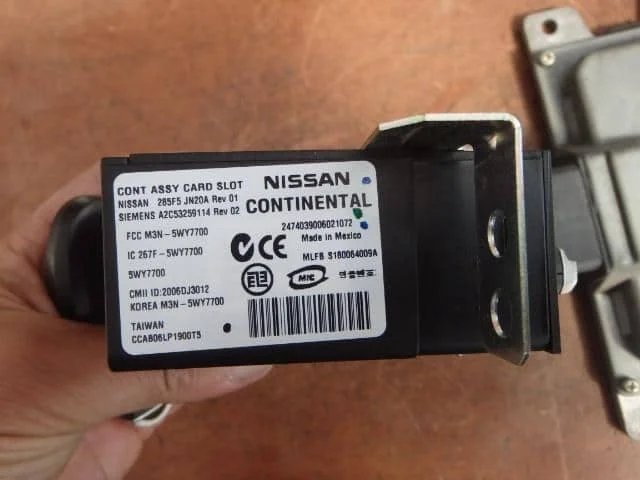 CONT ASSY CARD SLOT
NISSAN 285F5 JN20A Rev 01
SIEMENS A2C53259114 Rev 02
FCC M3N-5WY7700
IC 267F-5WY7700
5WY7700
CMII ID:2006DJ3012
KOREA M3N-5WY7700
TAIWAN
CCAB06LP1900T5
NISSAN
CONTINENTAL
2474039006021072
Made in Mexico
MLFB S180064009A
CE
MIC